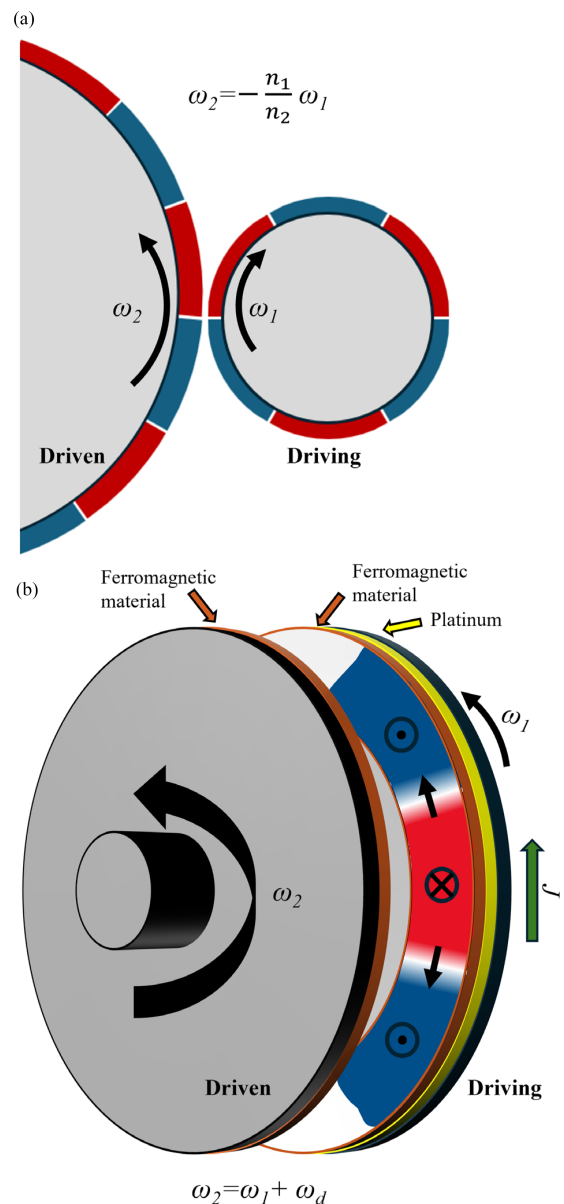 (a)
ω₂=− n₁/n₂ ω₁
ω₂
ω₁
Driven
Driving
(b)
Ferromagnetic
material
Ferromagnetic
material
Platinum
ω₁
J
ω₂
Driven
Driving
ω₂=ω₁+ ω_d